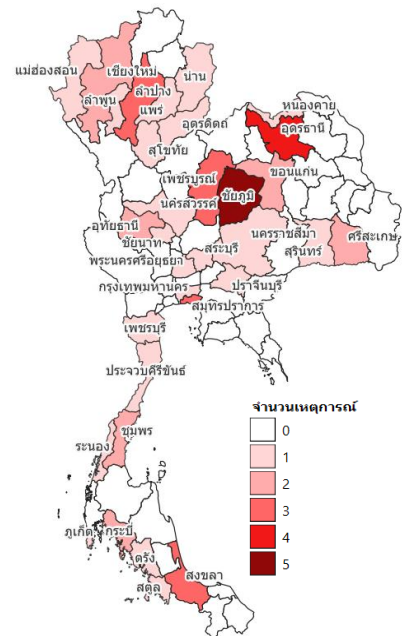 แม่ฮ่องสอน
เชียงใหม่
น่าน
ลำปาง
ลำพูน
แพร่
อุตรดิตถ์
หนองคาย
อุดรธานี
สุโขทัย
เพชรบูรณ์
ขอนแก่น
ชัยภูมิ
นครสวรรค์
อุทัยธานี
ชัยนาท
นครราชสีมา
ศรีสะเกษ
สระบุรี
สุรินทร์
พระนครศรีอยุธยา
ปราจีนบุรี
กรุงเทพมหานคร
สมุทรปราการ
เพชรบุรี
ประจวบคีรีขันธ์
ชุมพร
ระนอง
ภูเก็ต
กระบี่
ตรัง
สงขลา
สตูล
จำนวนเหตุการณ์
0
1
2
3
4
5